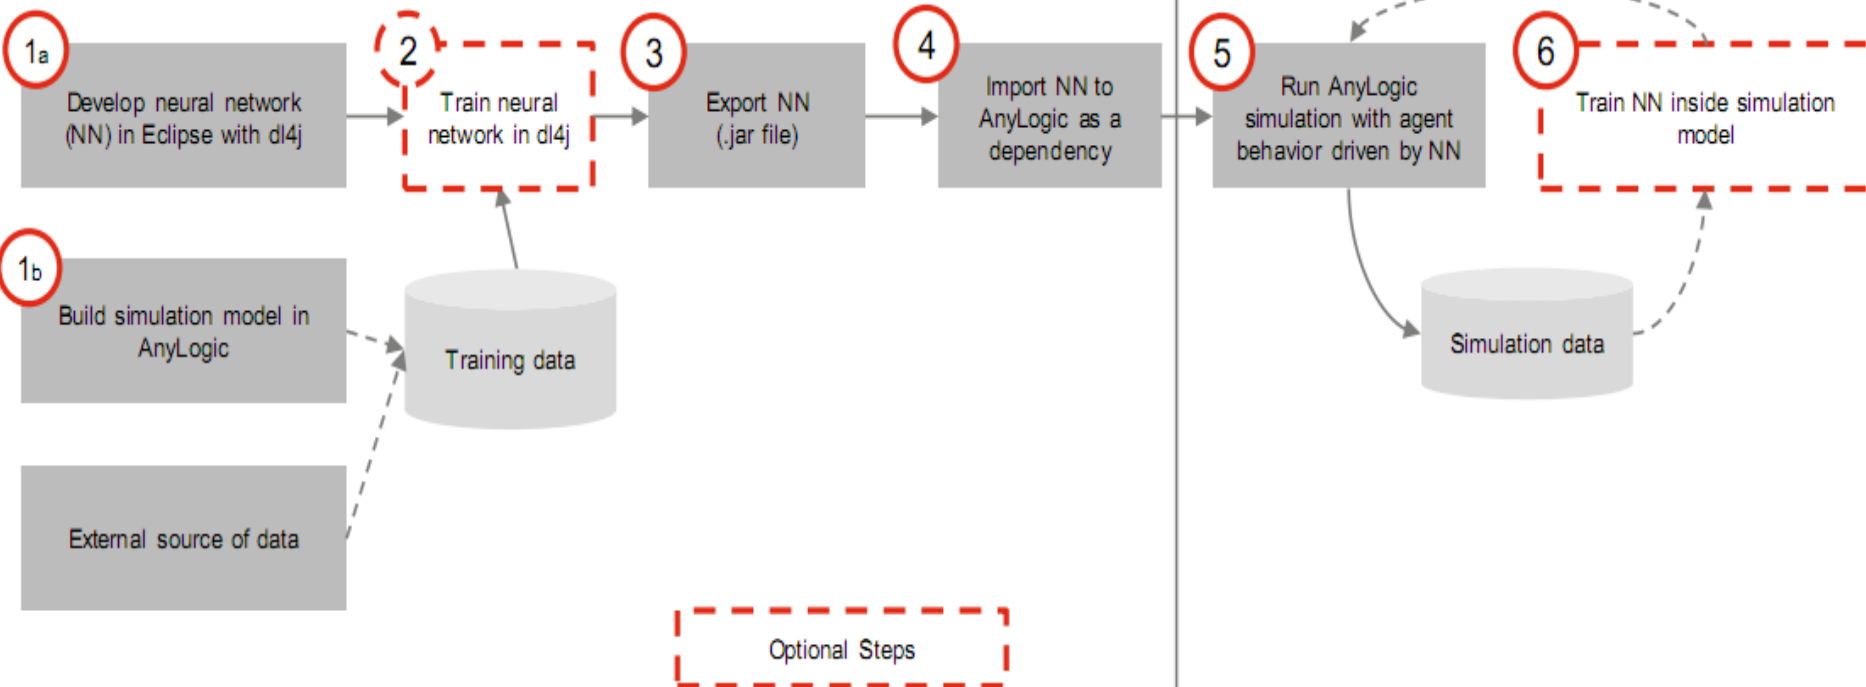 1a
Develop neural network
(NN) in Eclipse with dl4j
2
Train neural
network in dl4j
3
Export NN
(.jar file)
4
Import NN to
AnyLogic as a
dependency
5
Run AnyLogic
simulation with agent
behavior driven by NN
6
Train NN inside simulation
model
1b
Build simulation model in
AnyLogic
Training data
Simulation data
External source of data
Optional Steps